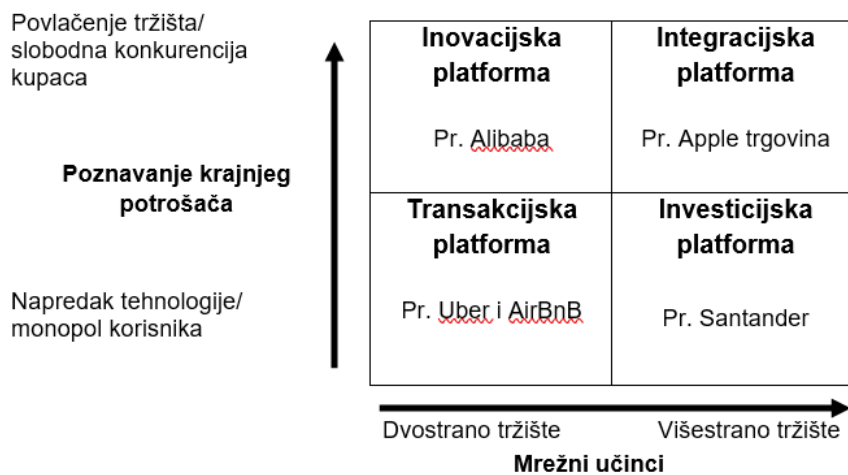 Povlačenje tržišta/
slobodna konkurencija
kupaca
Poznavanje krajnjeg
potrošača
Napredak tehnologije/
monopol korisnika
Inovacijska
platforma
Pr. Alibaba
Integracijska
platforma
Pr. Apple trgovina
Transakcijska
platforma
Pr. Uber i AirBnB
Investicijska
platforma
Pr. Santander
Dvostrano tržište
Višestrano tržište
Mrežni učinci